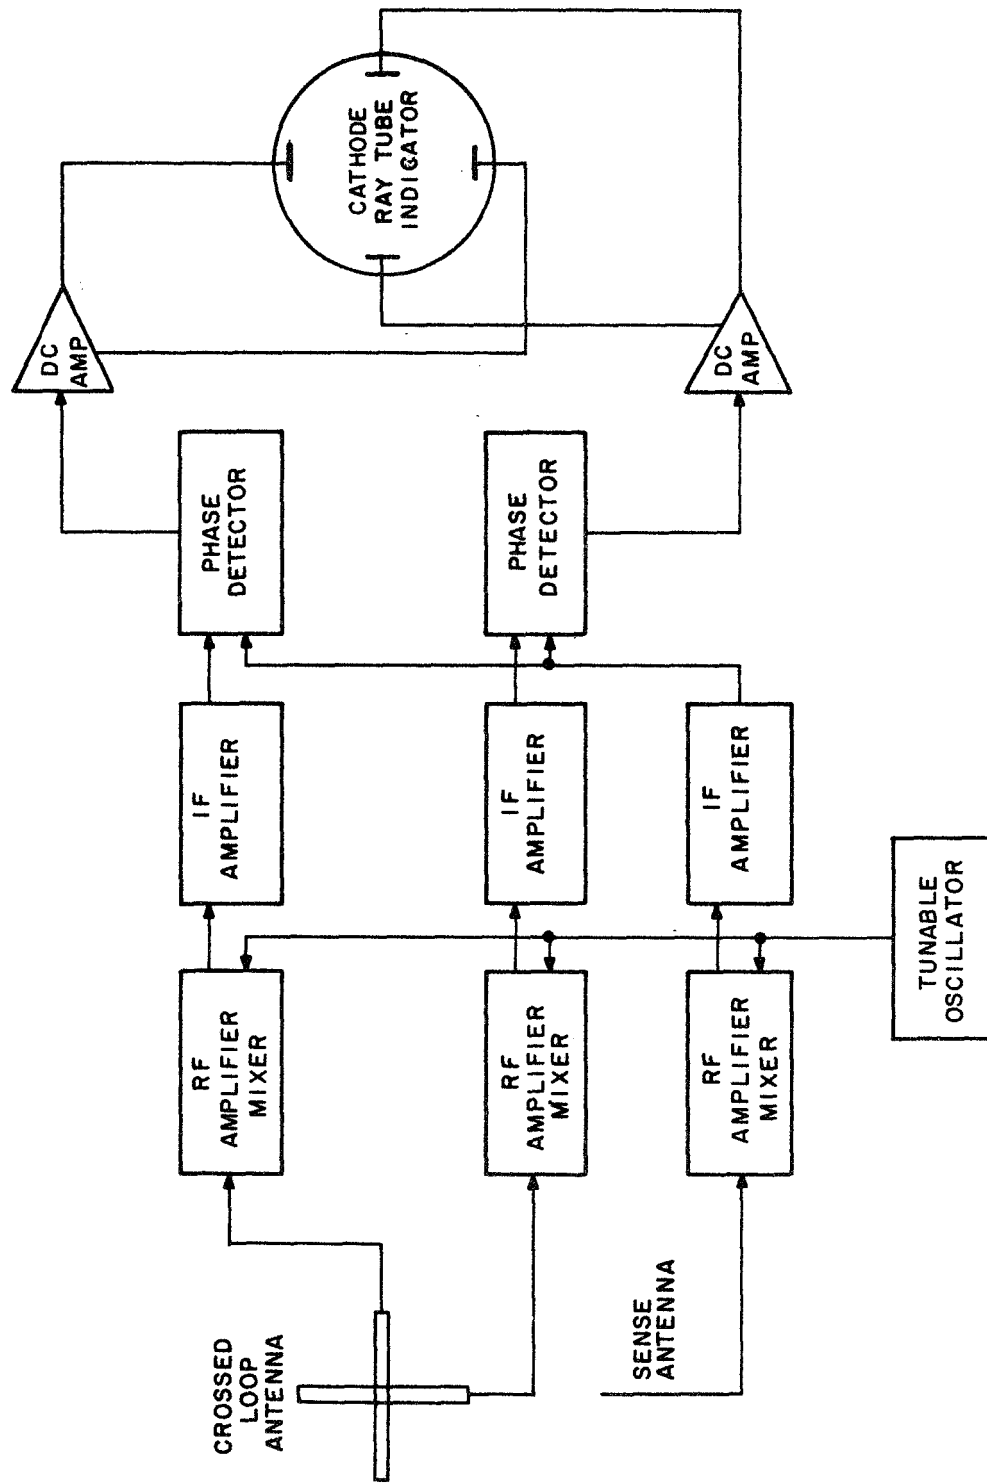 CROSSED
LOOP
ANTENNA
RF
AMPLIFIER
MIXER
IF
AMPLIFIER
PHASE
DETECTOR
DC
AMP
CATHODE
RAY TUBE
INDICATOR
RF
AMPLIFIER
MIXER
IF
AMPLIFIER
PHASE
DETECTOR
DC
AMP
SENSE
ANTENNA
RF
AMPLIFIER
MIXER
IF
AMPLIFIER
TUNABLE
OSCILLATOR